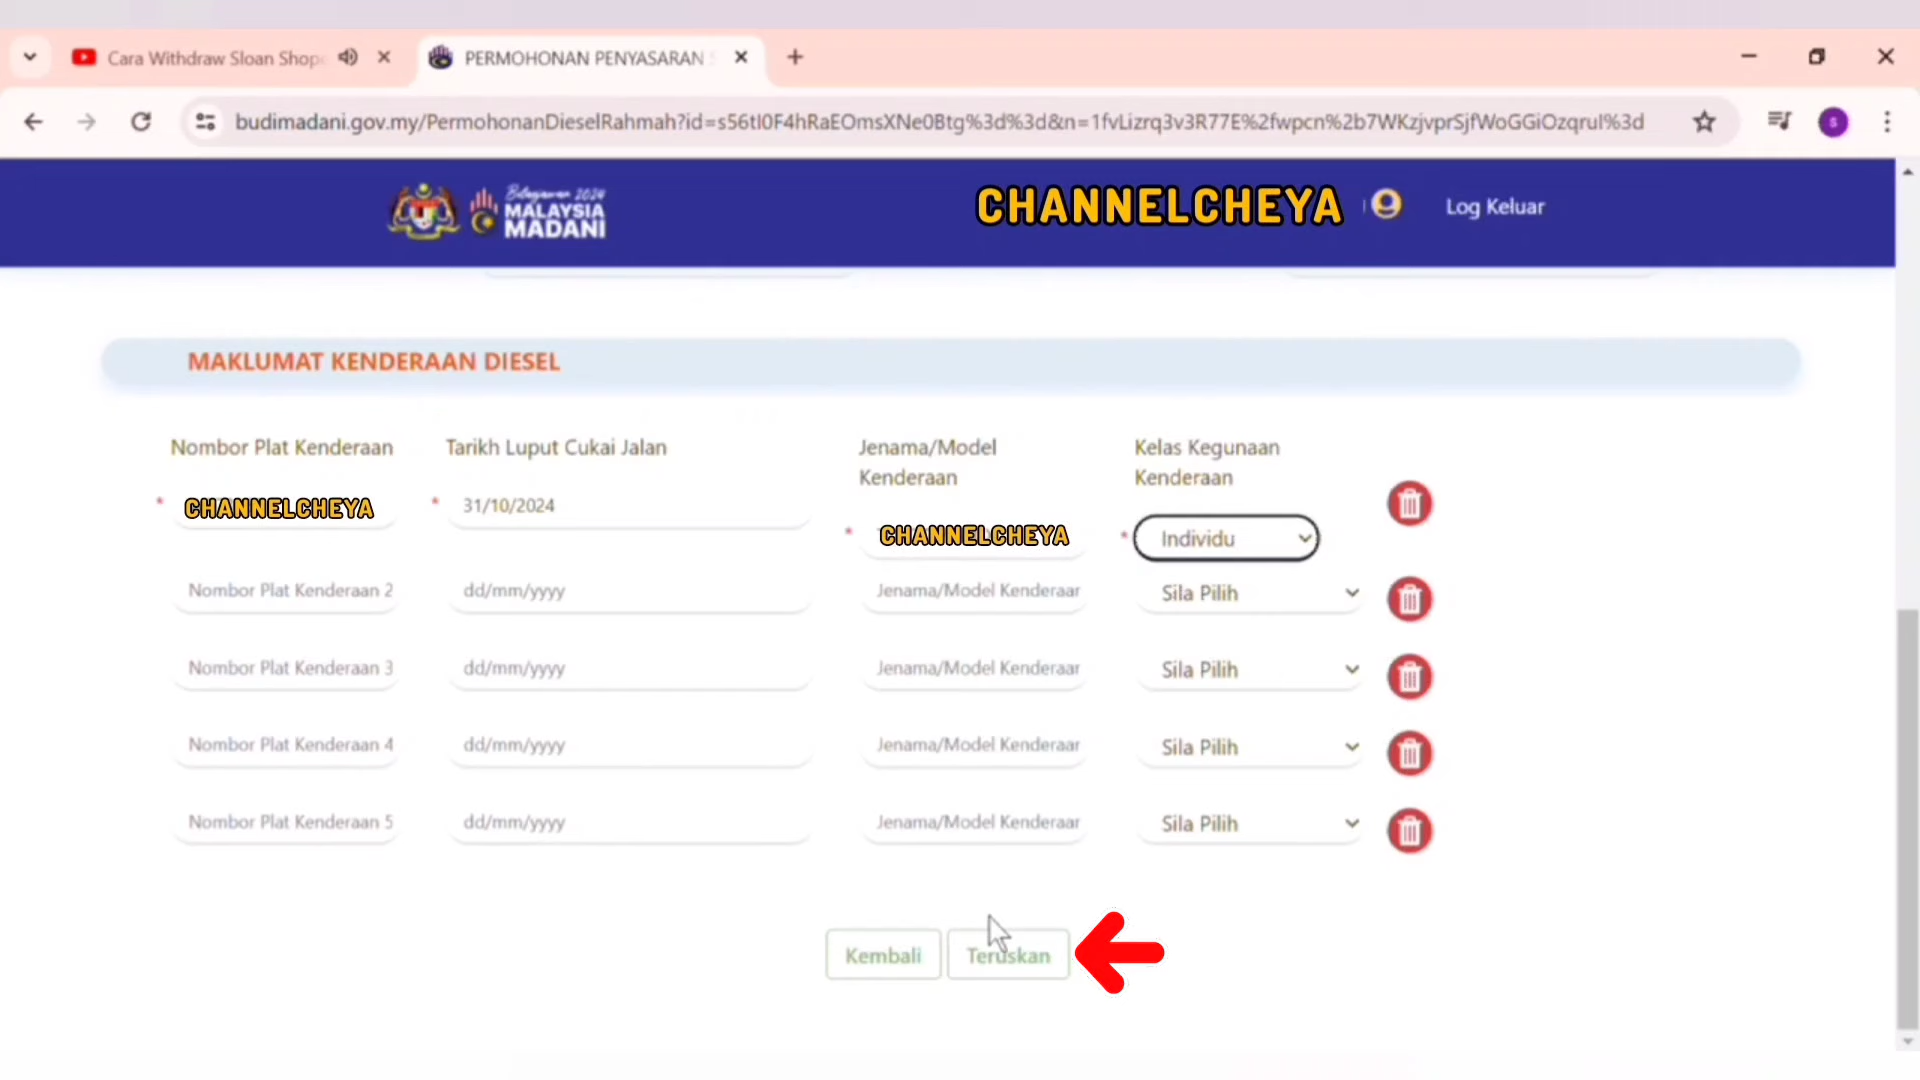 Cara Withdraw Sloan Shop
PERMOHONAN PENYASARAN S
budimadani.gov.my/PermohonanDieselRahmah?id=s56tI0F4hRaEOmsXNe0Btg%3d%3d&n=1fvLizrq3v3R77E%2fwpcn%2b7WKzjvprSjfWoGGiOzqruI%3d
s
MALAYSIA
MADANI
CHANNELCHEYA
Log Keluar
MAKLUMAT KENDERAAN DIESEL
Nombor Plat Kenderaan
Tarikh Luput Cukai Jalan
Jenama/Model
Kenderaan
Kelas Kegunaan
Kenderaan
* CHANNELCHEYA
* 31/10/2024
* CHANNELCHEYA
* Individu
Nombor Plat Kenderaan 2 dd/mm/yyyy Jenama/Model Kenderaar Sila Pilih
Nombor Plat Kenderaan 3 dd/mm/yyyy Jenama/Model Kenderaar Sila Pilih
Nombor Plat Kenderaan 4 dd/mm/yyyy Jenama/Model Kenderaar Sila Pilih
Nombor Plat Kenderaan 5 dd/mm/yyyy Jenama/Model Kenderaar Sila Pilih
Kembali Teruskan